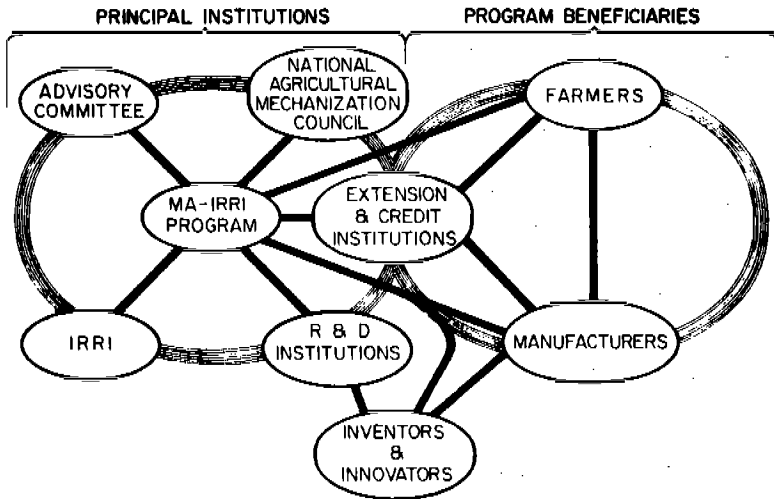 PRINCIPAL INSTITUTIONS
PROGRAM BENEFICIARIES
ADVISORY
COMMITTEE
NATIONAL
AGRICULTURAL
MECHANIZATION
COUNCIL
FARMERS
MA-IRRI
PROGRAM
EXTENSION
& CREDIT
INSTITUTIONS
IRRI
R & D
INSTITUTIONS
MANUFACTURERS
INVENTORS
&
INNOVATORS